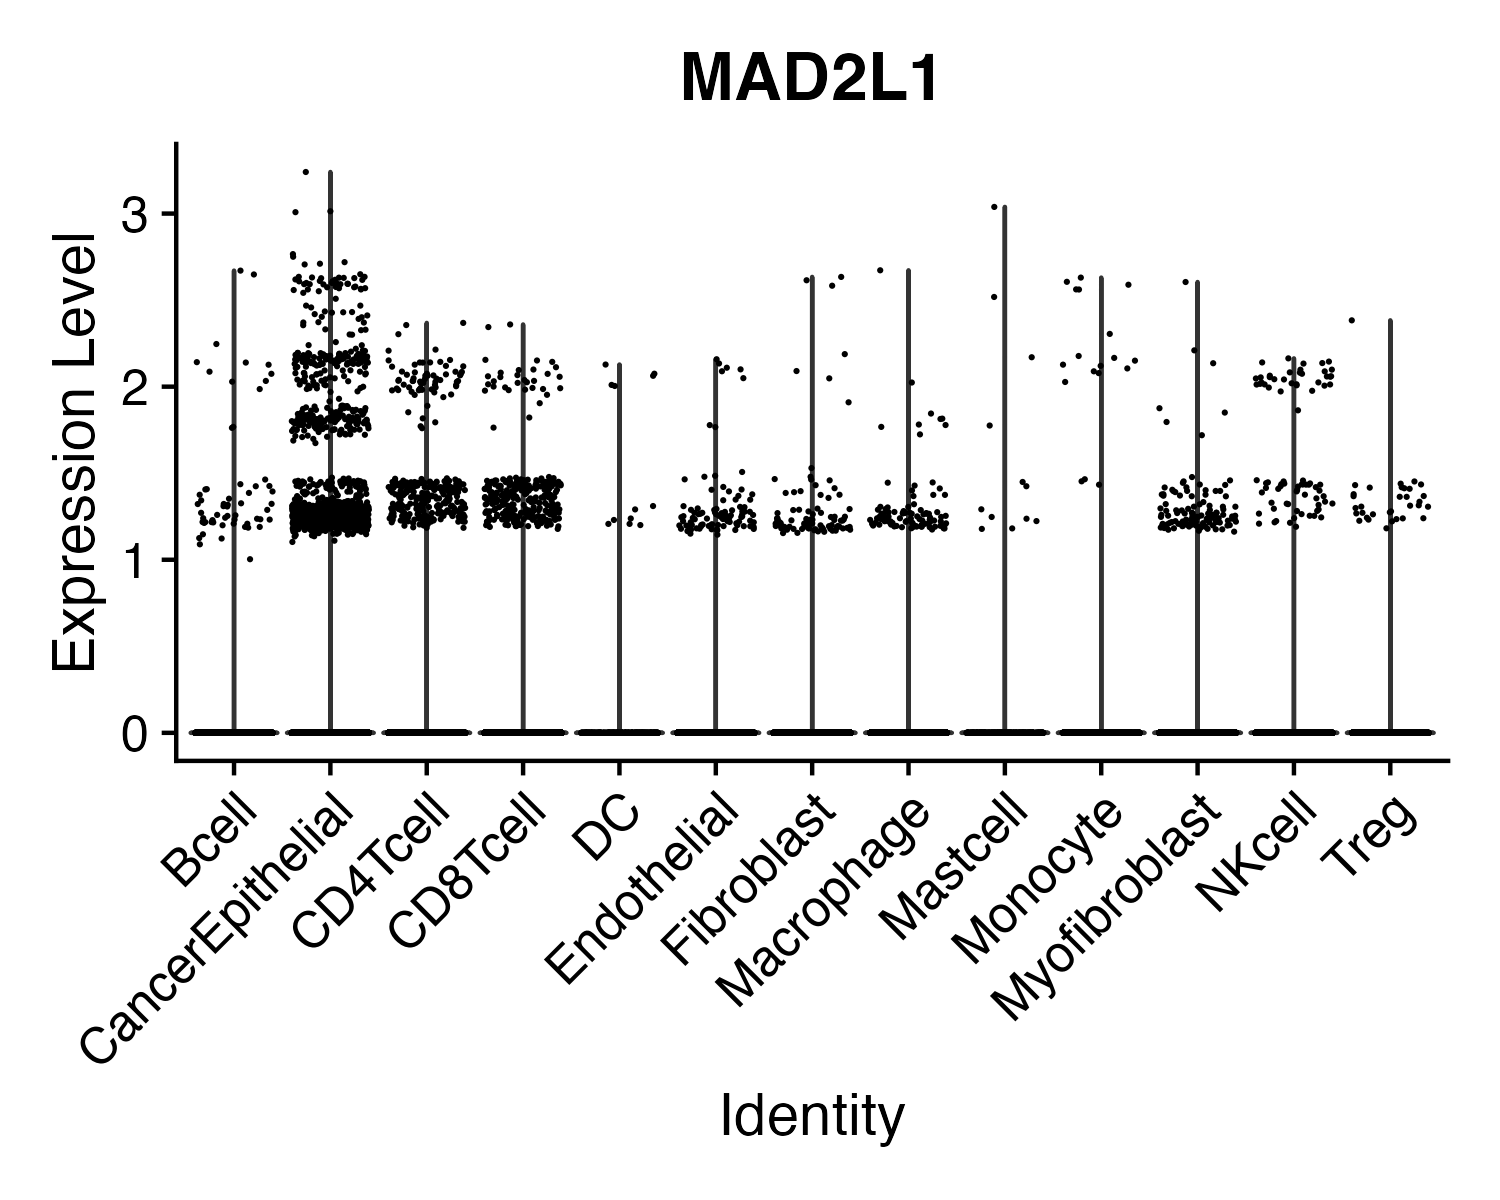 MAD2L1
Expression Level
3
2
1
0
Bcell
CancerEpithelial
CD4Tcell
CD8Tcell
DC
Endothelial
Fibroblast
Macrophage
Mastcell
Monocyte
Myofibroblast
NKcell
Treg
Identity